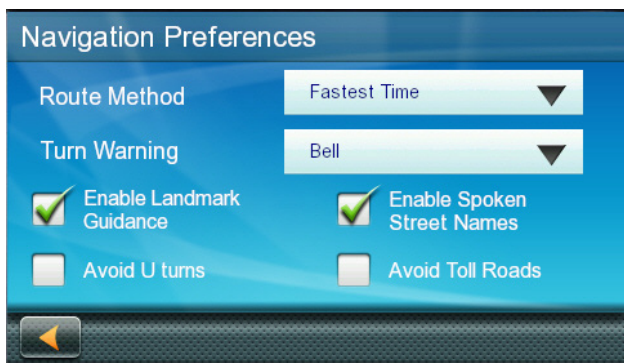 Navigation Preferences
Route Method
Fastest Time
Turn Warning
Bell
Enable Landmark
Guidance
Enable Spoken
Street Names
Avoid U turns
Avoid Toll Roads